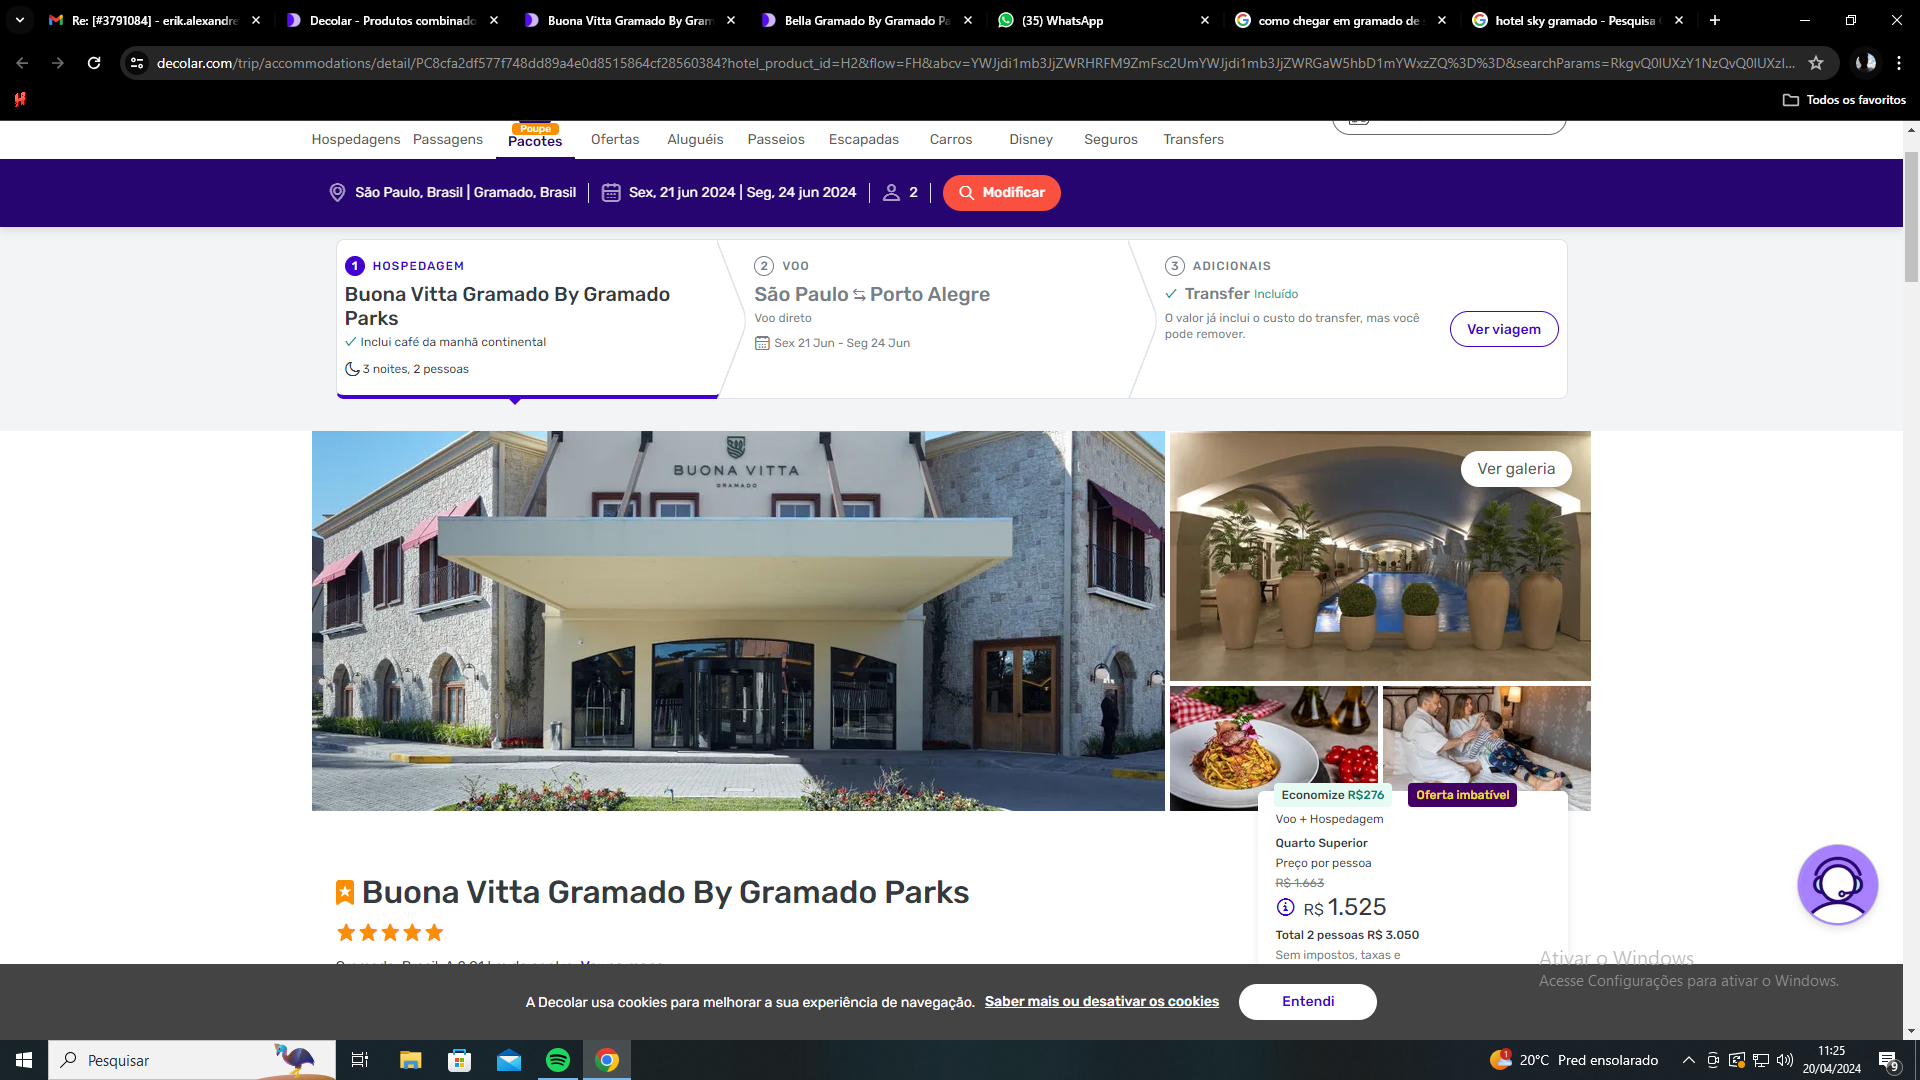 Re: [#3791084] - erik.alexandre
Decolar - Produtos combinado
Buona Vitta Gramado By Gram
Bella Gramado By Gramado Pa
(35) WhatsApp
como chegar em gramado de
hotel sky gramado - Pesquisa
decolar.com/trip/accommodations/detail/PC8cfa2df577f748dd89a4e0d8515864cf28560384?hotel_product_id=H2&flow=FH&abcv=YWJjdi1mb3JjZWRHRFM9ZmFsc2UmYWJjdi1mb3JjZWRGaW5hbD1mYWxzZQ%3D%3D&searchParams=RkgvQ0lUXzY1NzQvQ0lUXzI...
Todos os favoritos
Poupe
Hospedagens Passagens Pacotes Ofertas Aluguéis Passeios Escapadas Carros Disney Seguros Transfers
São Paulo, Brasil | Gramado, Brasil Sex, 21 jun 2024 | Seg, 24 jun 2024 2 Modificar
1 HOSPEDAGEM
Buona Vitta Gramado By Gramado
Parks
Inclui café da manhã continental
3 noites, 2 pessoas
2 VOO
São Paulo Porto Alegre
Voo direto
Sex 21 Jun - Seg 24 Jun
3 ADICIONAIS
Transfer Incluído
O valor já inclui o custo do transfer, mas você
pode remover.
Ver viagem
BUONA VITTA
GRAMADO
Ver galeria
Economize R$276
Oferta imbatível
Voo + Hospedagem
Quarto Superior
Preço por pessoa
R$ 1.663
R$ 1.525
Total 2 pessoas R$ 3.050
Sem impostos, taxas e
Buona Vitta Gramado By Gramado Parks
Ativar o Windows
Acesse Configurações para ativar o Windows.
A Decolar usa cookies para melhorar a sua experiência de navegação. Saber mais ou desativar os cookies Entendi
Pesquisar
1
20°C Pred ensolarado
11:25
20/04/2024
9